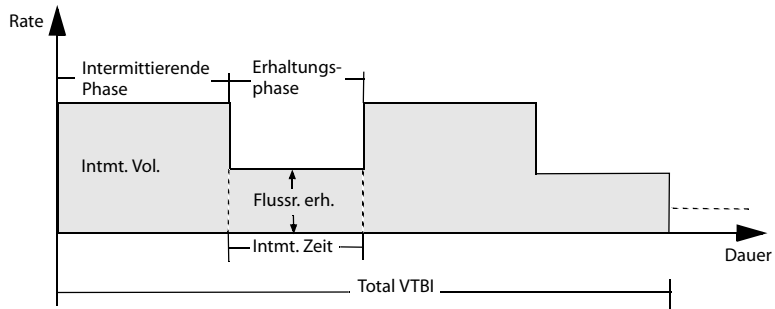 Rate
Intermittierende
Phase
Erhaltungs-
phase
Intmt. Vol.
Flussr. erh.
Intmt. Zeit
Dauer
Total VTBI